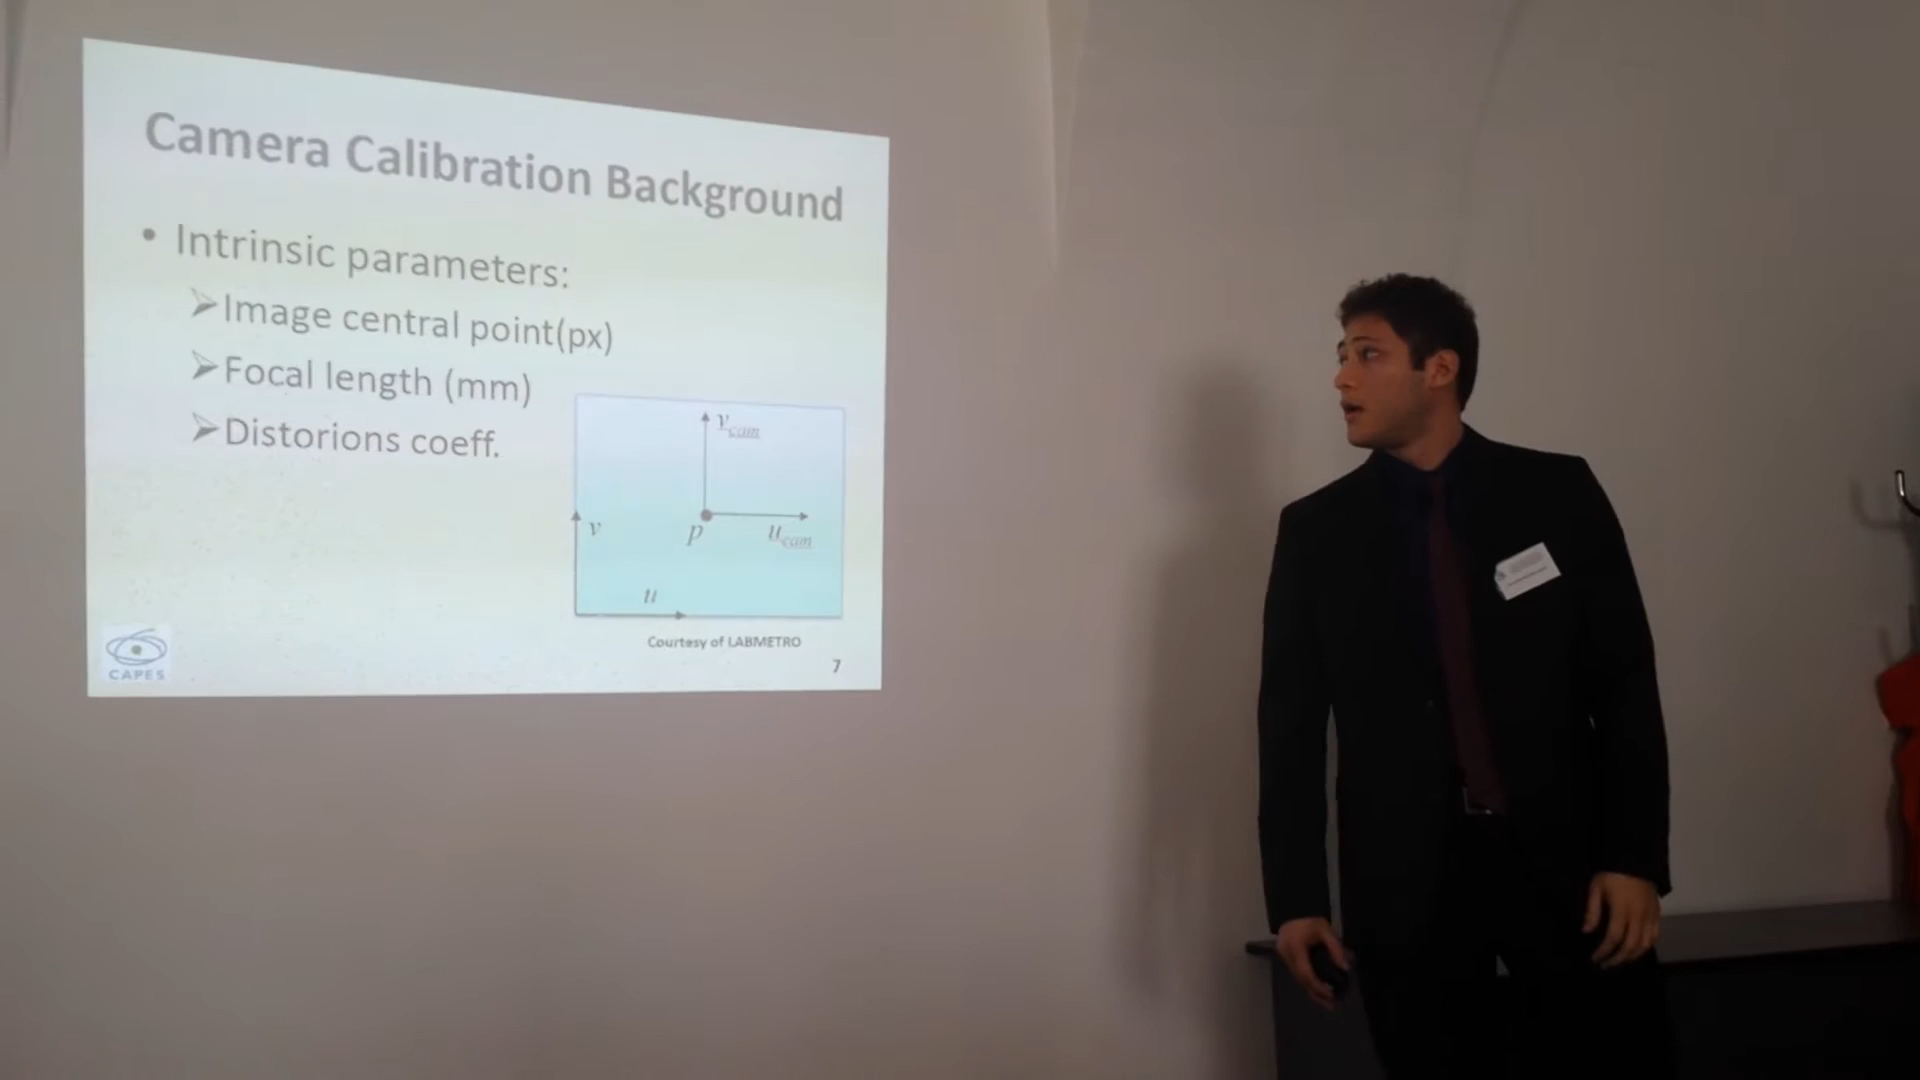 Camera Calibration Background
• Intrinsic parameters:
➢Image central point(px)
➢Focal length (mm)
➢Distorions coeff.
v_cam
v
p
u_cam
u
Courtesy of LABMETRO
CAPES
7